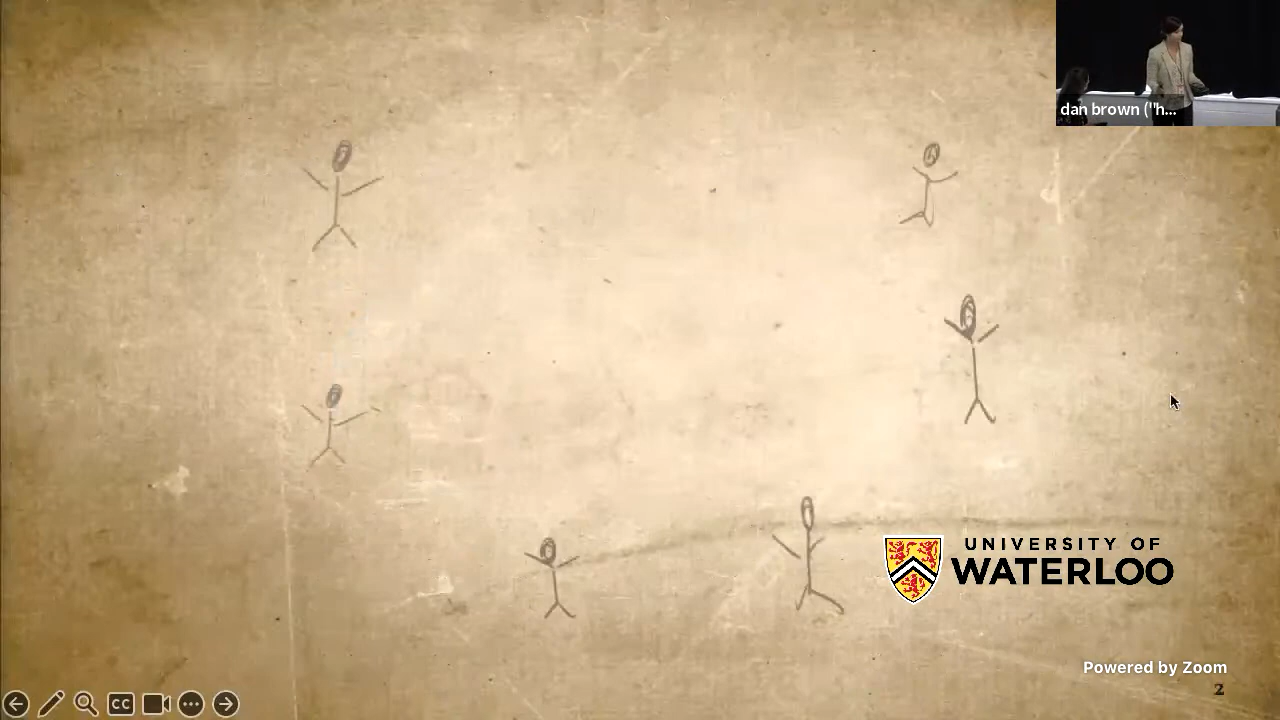 dan brown ("h...
UNIVERSITY OF
WATERLOO
Powered by Zoom
2
CC